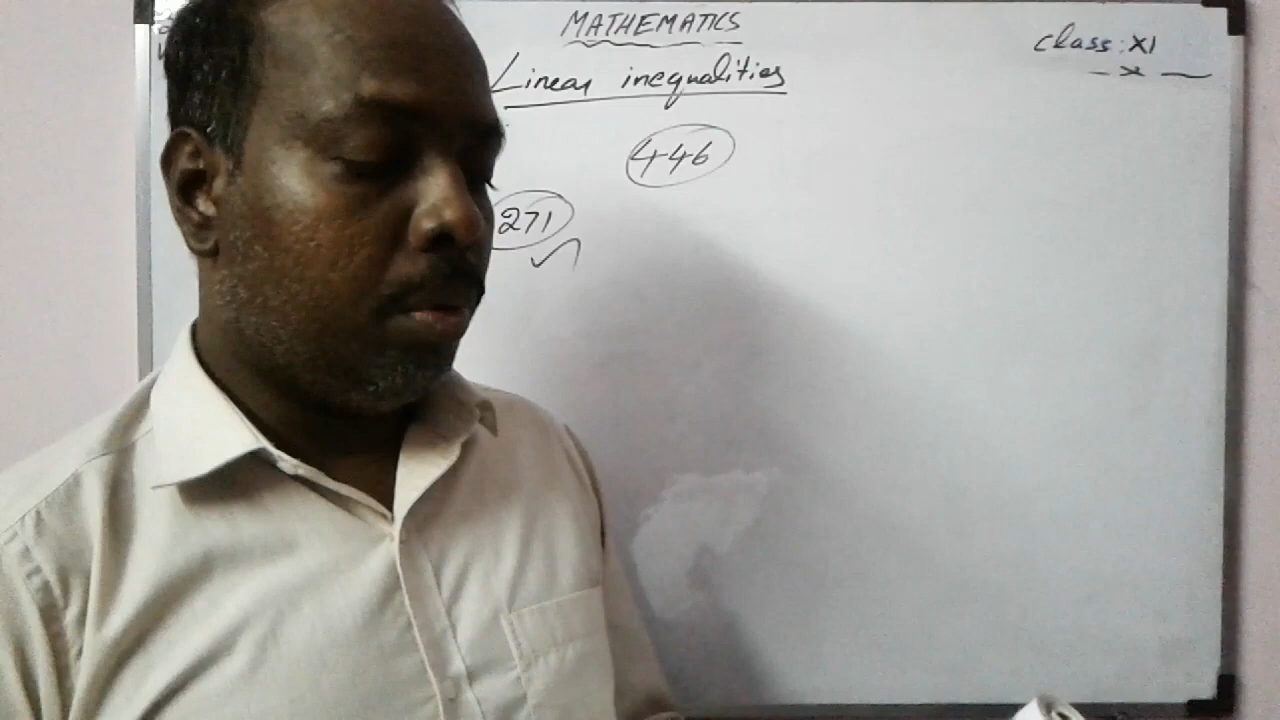 MATHEMATICS
class: XI
Linear inequalities
446
271